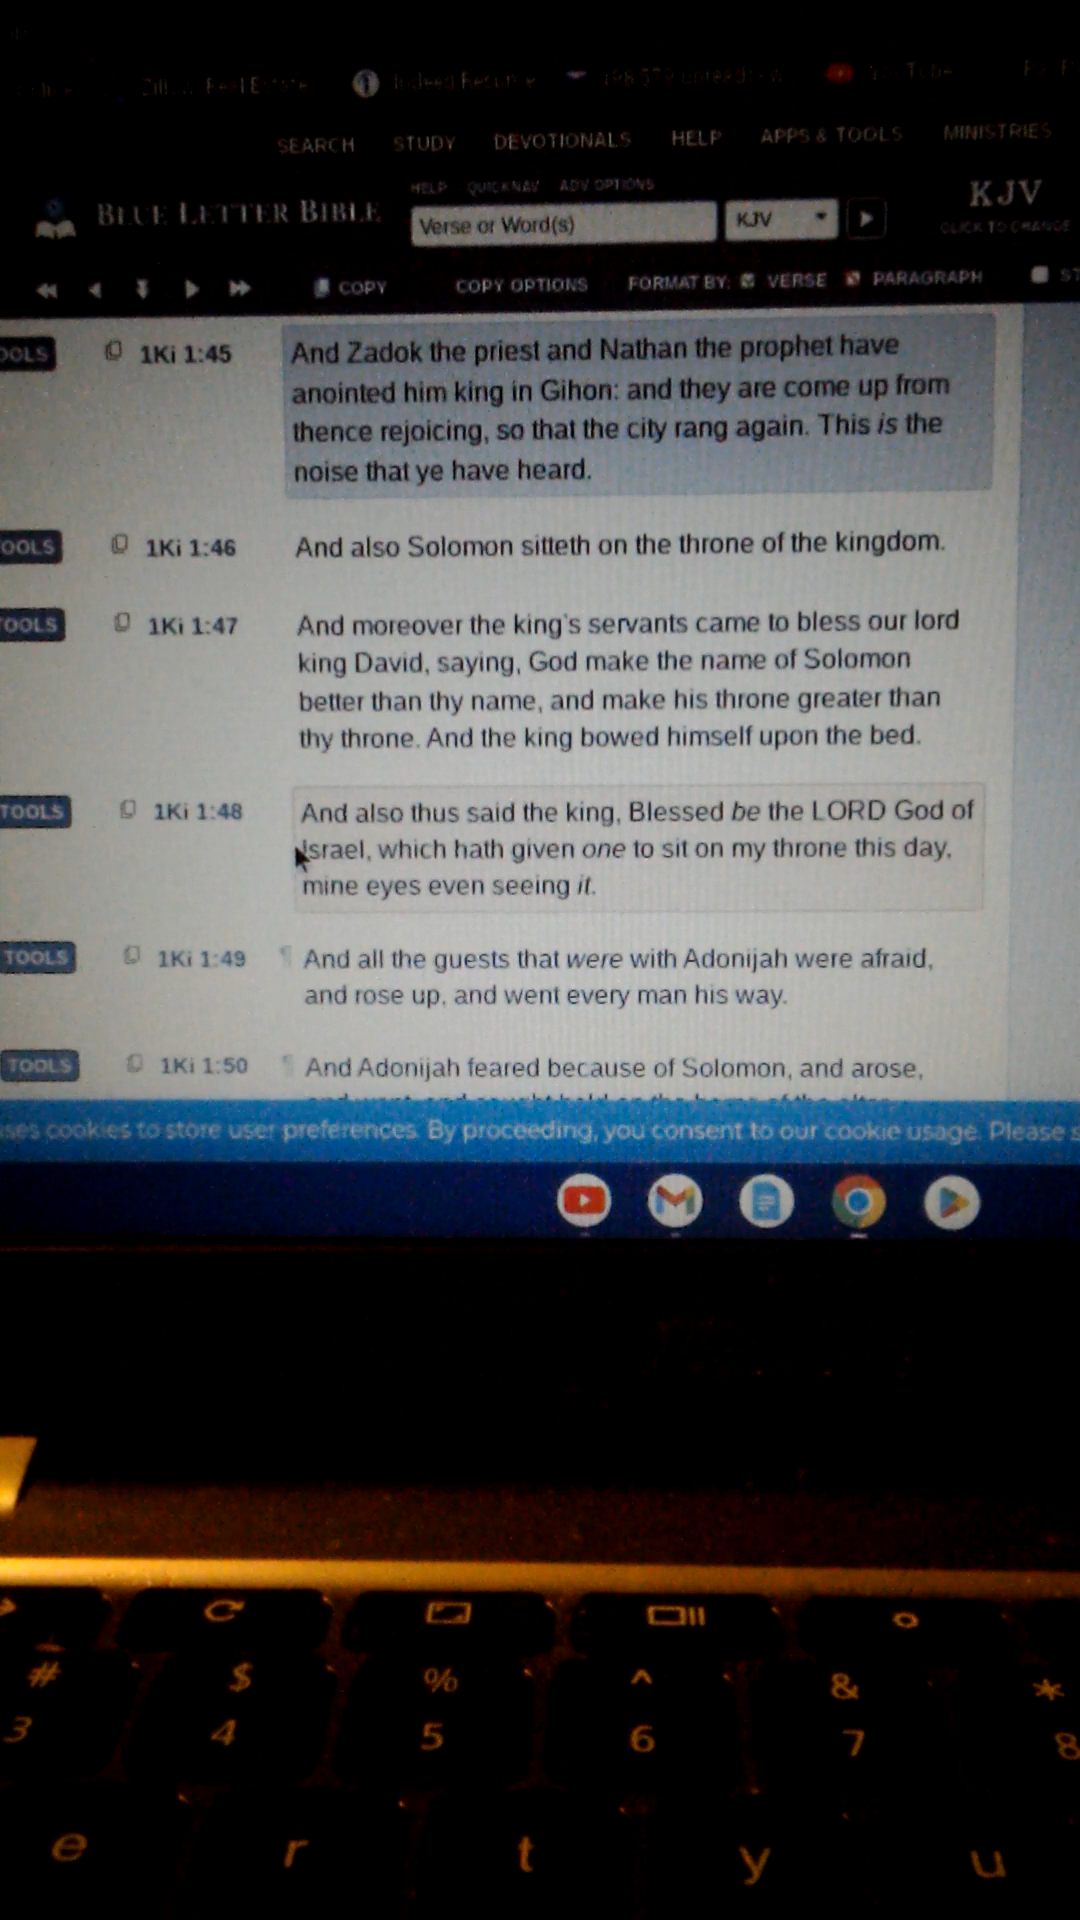 Real Estate
Indeed Resume
SEARCH STUDY DEVOTIONALS HELP APPS & TOOLS MINISTRIES
HELP QUICKNAV ADV OPTIONS
KJV
BLUE LETTER BIBLE
Verse or Word(s)
KJV
CLICK TO CHANGE
COPY COPY OPTIONS FORMAT BY: VERSE PARAGRAPH ST
OOLS 1Ki 1:45 And Zadok the priest and Nathan the prophet have
anointed him king in Gihon: and they are come up from
thence rejoicing, so that the city rang again. This is the
noise that ye have heard.
OOLS 1Ki 1:46 And also Solomon sitteth on the throne of the kingdom.
TOOLS 1Ki 1:47 And moreover the king's servants came to bless our lord
king David, saying, God make the name of Solomon
better than thy name, and make his throne greater than
thy throne. And the king bowed himself upon the bed.
TOOLS 1Ki 1:48 And also thus said the king, Blessed be the LORD God of
Israel, which hath given one to sit on my throne this day,
mine eyes even seeing it.
TOOLS 1Ki 1:49 ¶ And all the guests that were with Adonijah were afraid,
and rose up, and went every man his way.
TOOLS 1Ki 1:50 ¶ And Adonijah feared because of Solomon, and arose,
uses cookies to store user preferences. By proceeding, you consent to our cookie usage. Please s
# $ % ^ & *
3 4 5 6 7 8
e r t y u